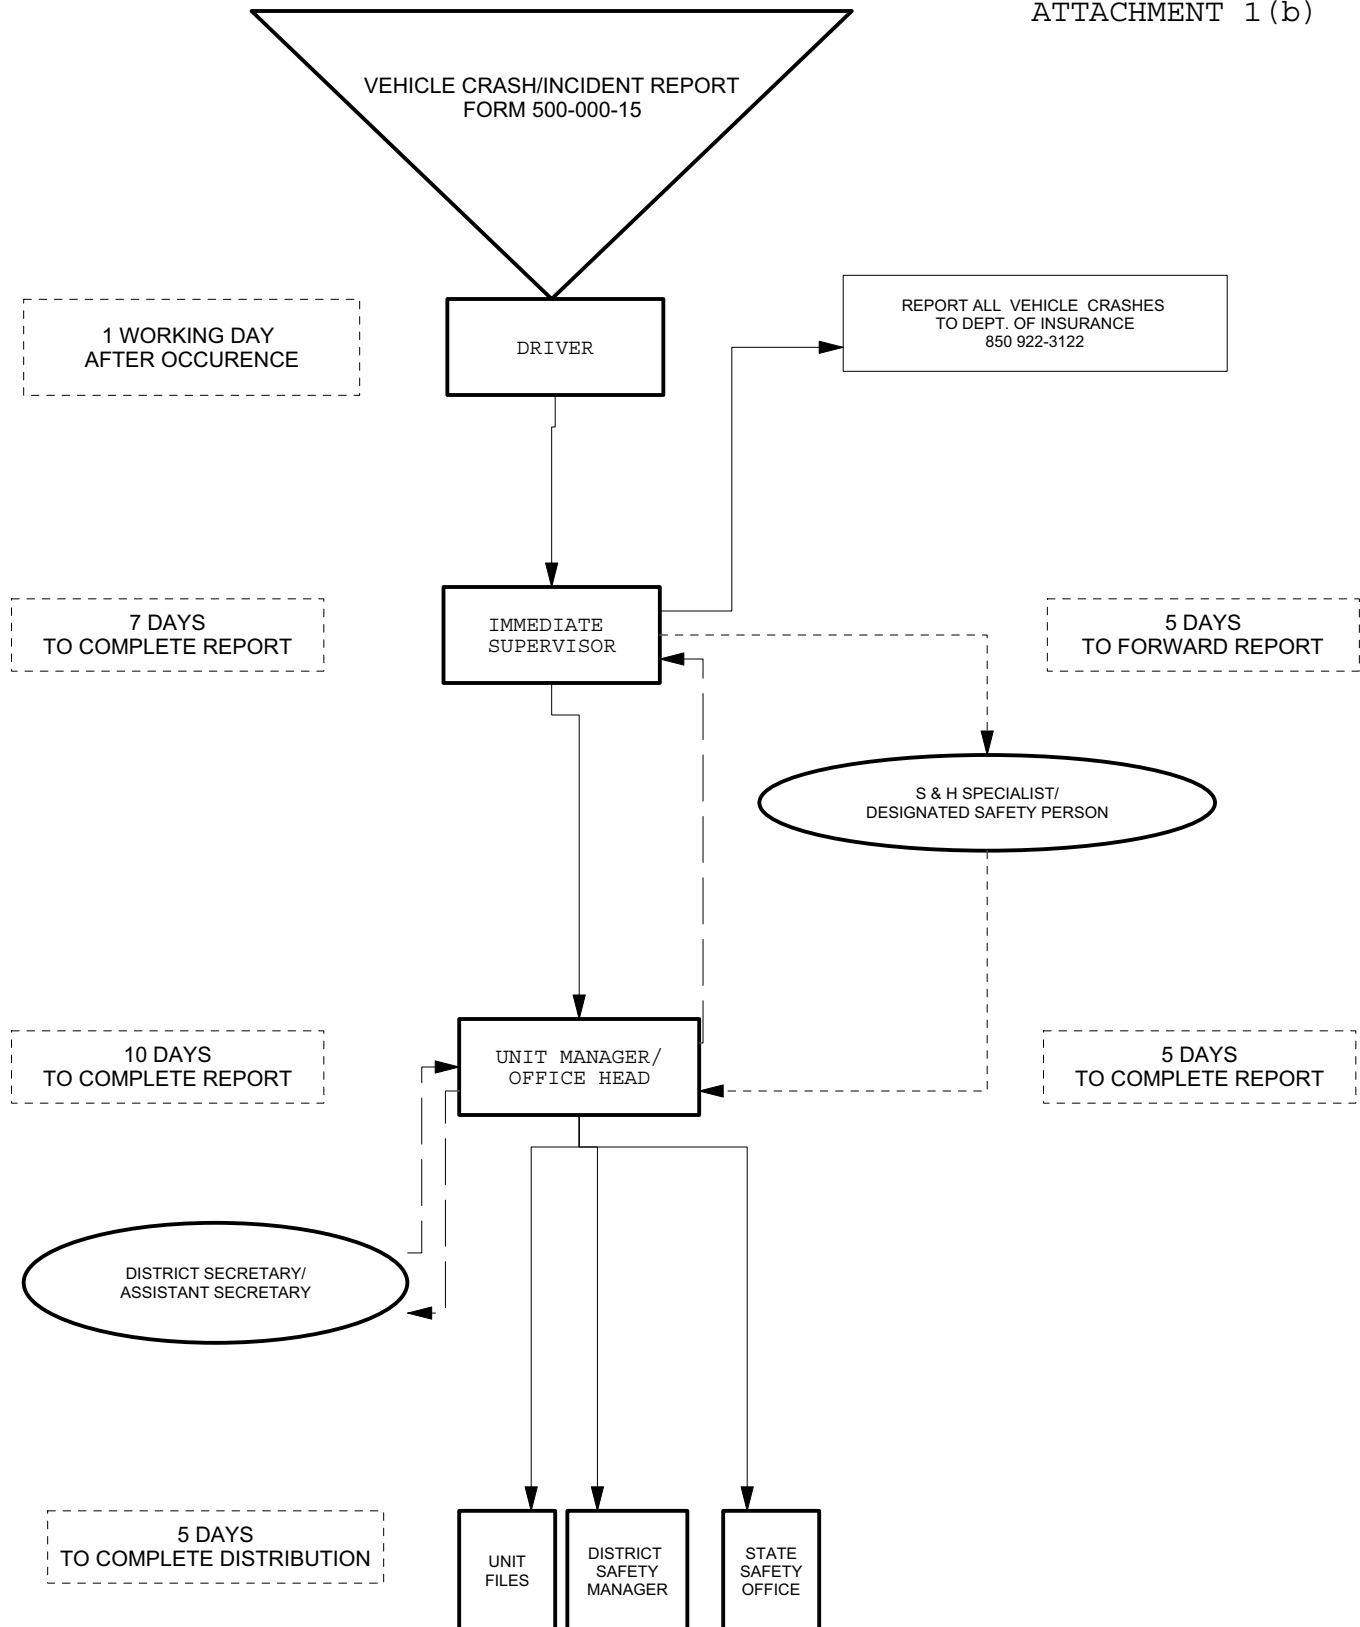 ATTACHMENT 1(b)
VEHICLE CRASH/INCIDENT REPORT
FORM 500-000-15
1 WORKING DAY
AFTER OCCURENCE
DRIVER
REPORT ALL VEHICLE CRASHES
TO DEPT. OF INSURANCE
850 922-3122
7 DAYS
TO COMPLETE REPORT
IMMEDIATE
SUPERVISOR
5 DAYS
TO FORWARD REPORT
S & H SPECIALIST/
DESIGNATED SAFETY PERSON
10 DAYS
TO COMPLETE REPORT
UNIT MANAGER/
OFFICE HEAD
5 DAYS
TO COMPLETE REPORT
DISTRICT SECRETARY/
ASSISTANT SECRETARY
5 DAYS
TO COMPLETE DISTRIBUTION
UNIT
FILES
DISTRICT
SAFETY
MANAGER
STATE
SAFETY
OFFICE